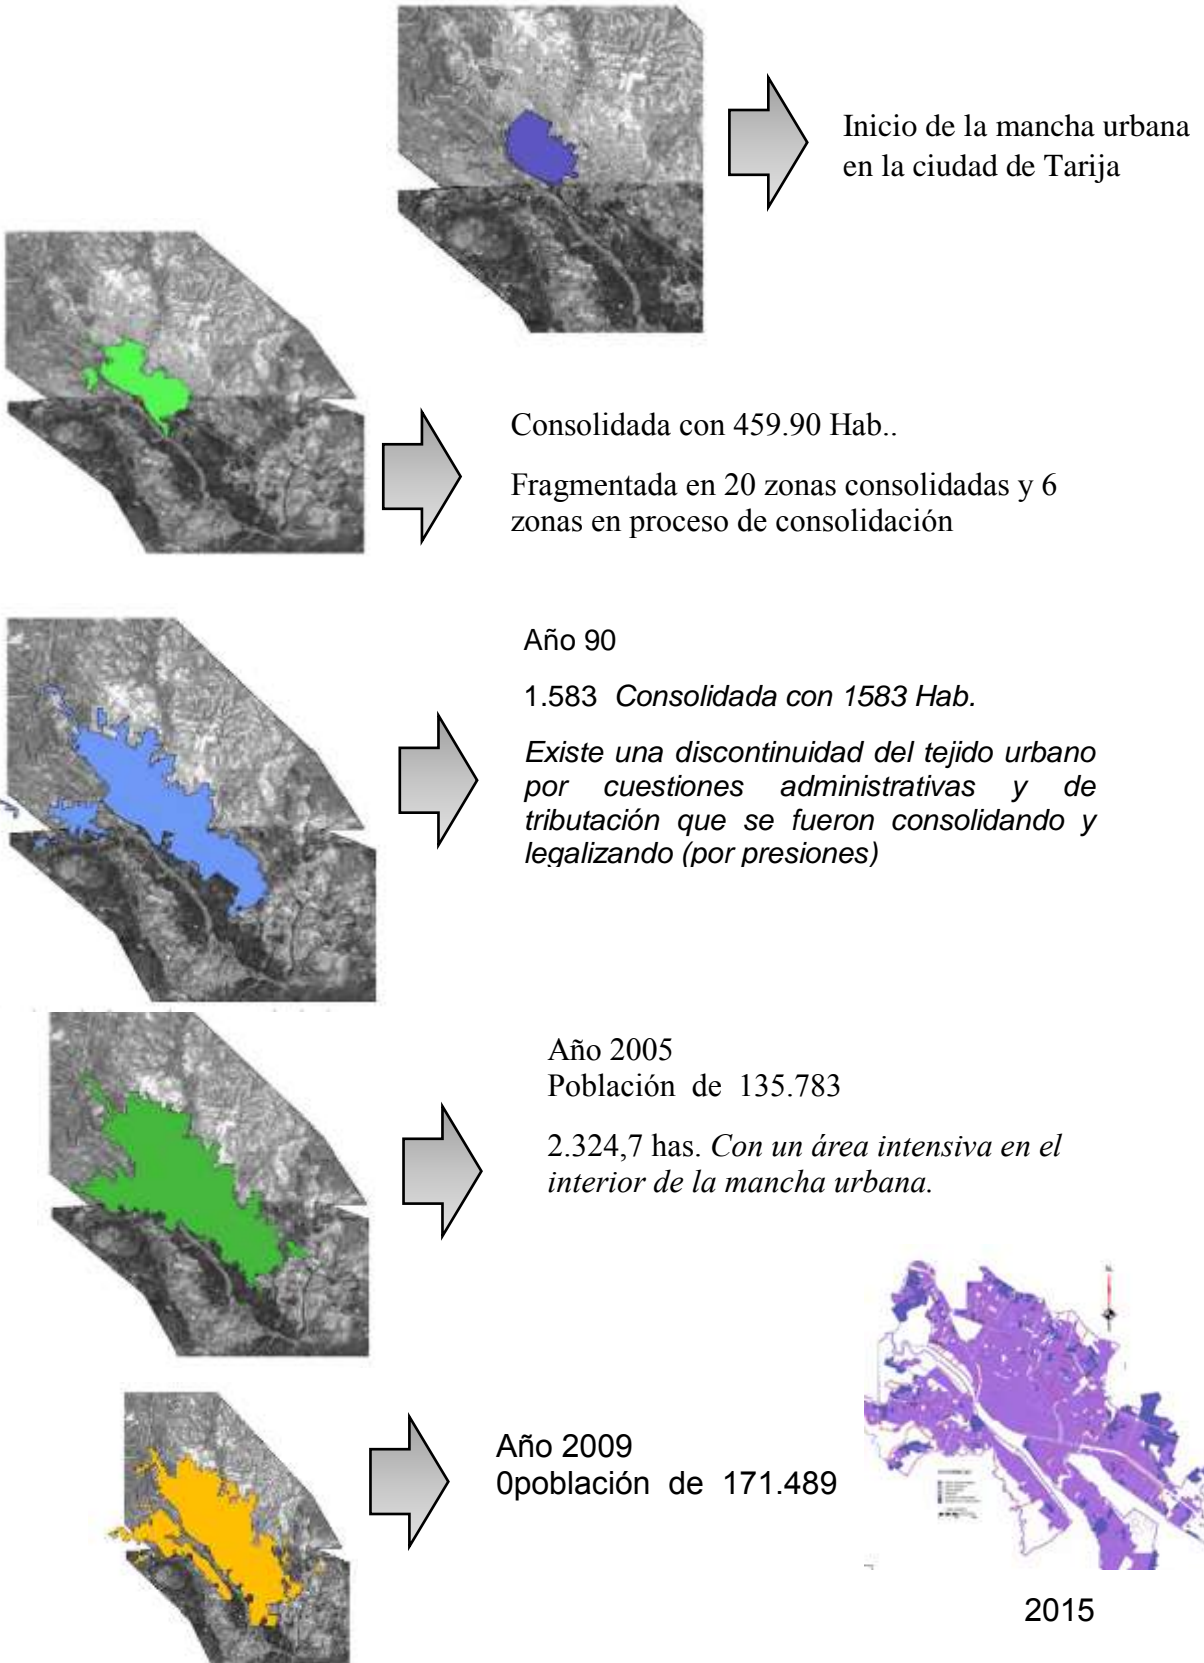 Inicio de la mancha urbana
en la ciudad de Tarija
Consolidada con 459.90 Hab..
Fragmentada en 20 zonas consolidadas y 6
zonas en proceso de consolidación
Año 90
1.583 Consolidada con 1583 Hab.
Existe una discontinuidad del tejido urbano
por cuestiones administrativas y de
tributación que se fueron consolidando y
legalizando (por presiones)
Año 2005
Población de 135.783
2.324,7 has. Con un área intensiva en el
interior de la mancha urbana.
Año 2009
0población de 171.489
2015